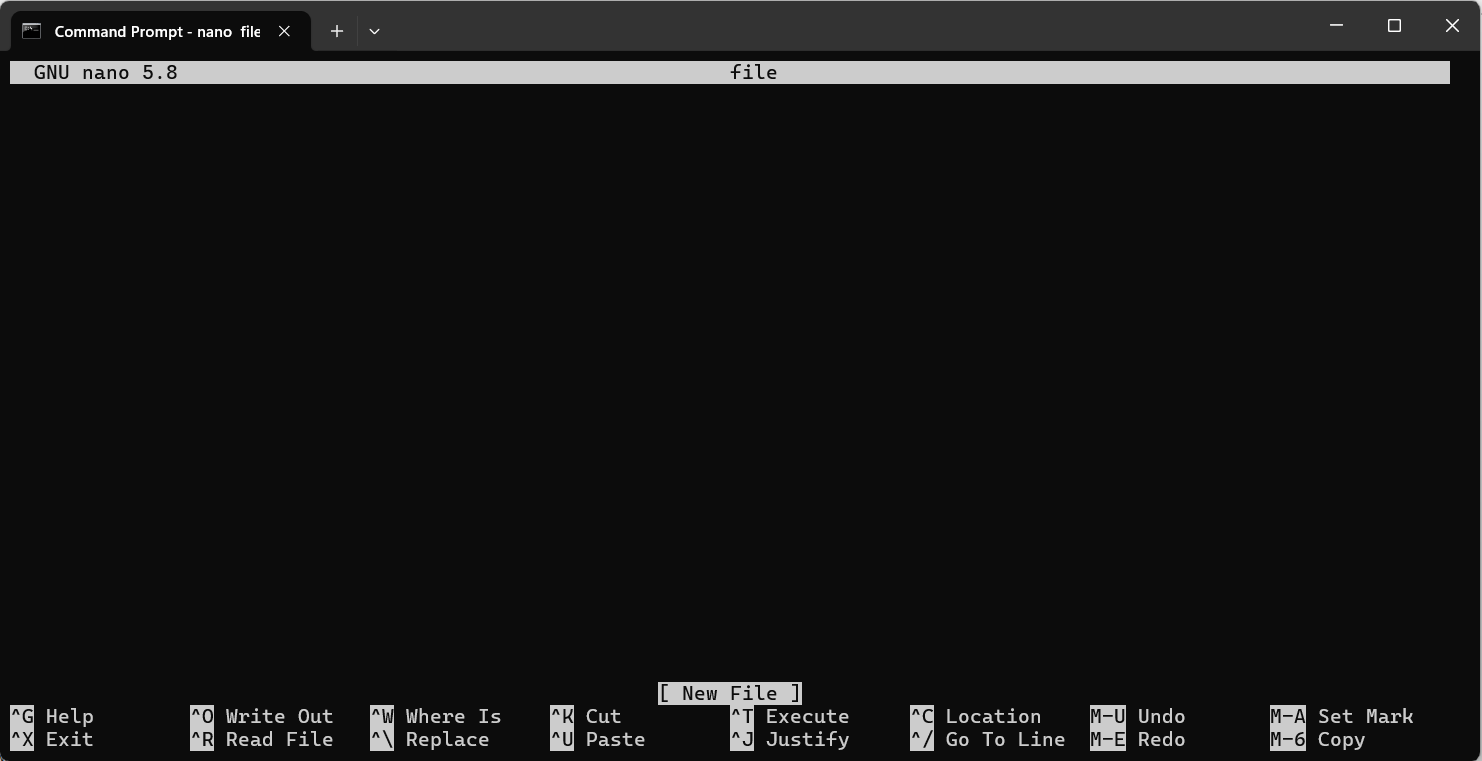 Command Prompt - nano file
GNU nano 5.8 file
[ New File ]
^G Help ^O Write Out ^W Where Is ^K Cut ^T Execute ^C Location M-U Undo M-A Set Mark
^X Exit ^R Read File ^\ Replace ^U Paste ^J Justify ^/ Go To Line M-E Redo M-6 Copy